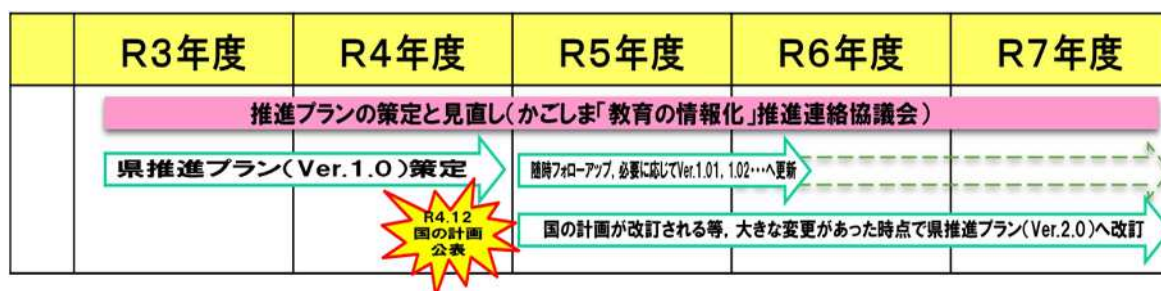 R3年度 R4年度 R5年度 R6年度 R7年度
推進プランの策定と見直し(かごしま「教育の情報化」推進連絡協議会)
県推進プラン(Ver.1.0)策定
随時フォローアップ,必要に応じてVer.1.01,1.02・・・へ更新
R4.12
国の計画
公表
国の計画が改訂される等,大きな変更があった時点で県推進プラン(Ver.2.0)へ改訂